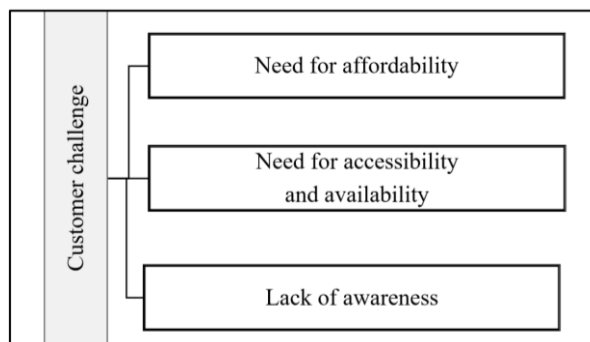 Customer challenge
Need for affordability
Need for accessibility
and availability
Lack of awareness